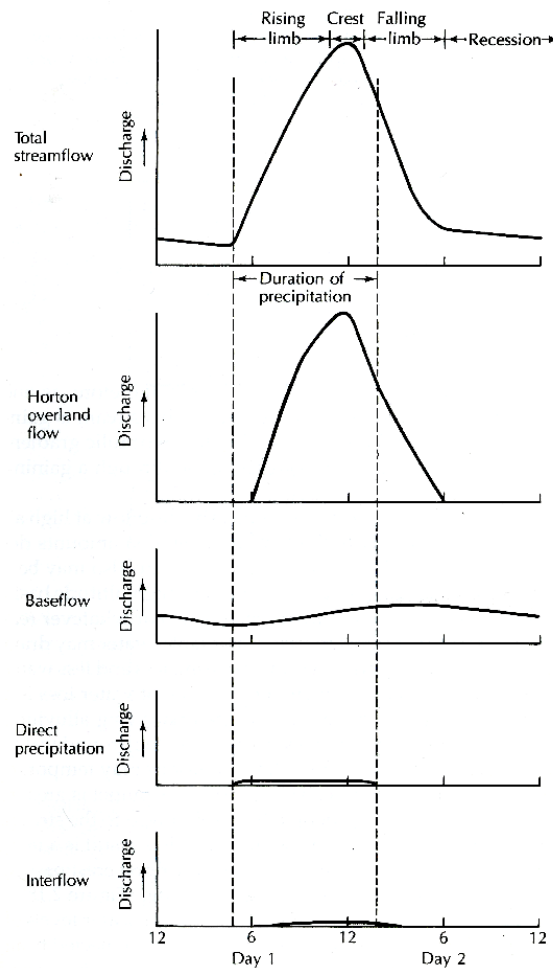 Rising limb
Crest
Falling limb
Recession
Total
streamflow
Discharge
Duration of
precipitation
Horton
overland
flow
Discharge
Baseflow
Discharge
Direct
precipitation
Discharge
Interflow
Discharge
12 6 12 6 12
Day 1 Day 2